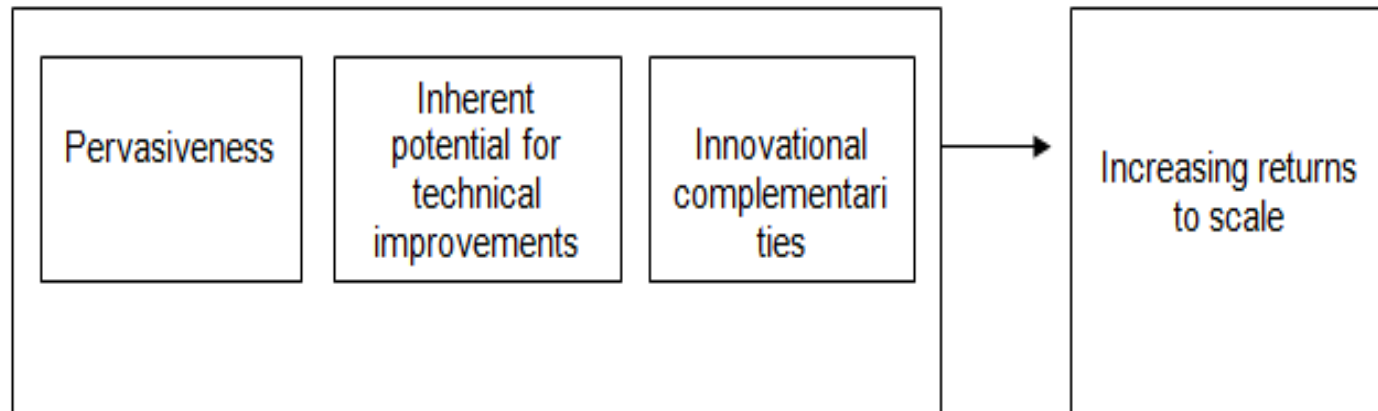 Pervasiveness
Inherent
potential for
technical
improvements
Innovational
complementari
ties
Increasing returns
to scale